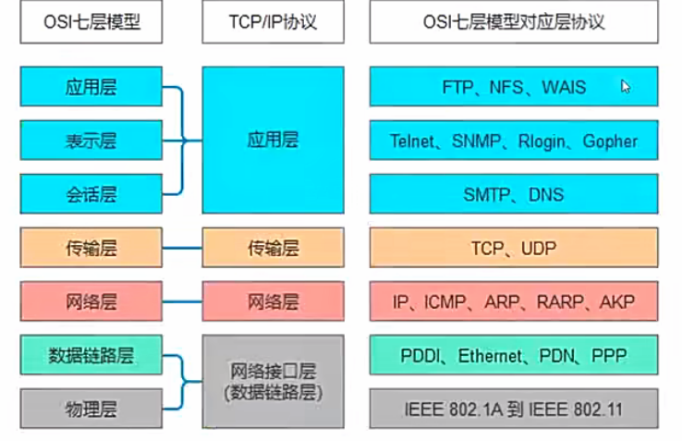 OSI七层模型 TCP/IP协议 OSI七层模型对应层协议
应用层 FTP、NFS、WAIS
表示层 应用层 Telnet、SNMP、Rlogin、Gopher
会话层 SMTP、DNS
传输层 传输层 TCP、UDP
网络层 网络层 IP、ICMP、ARP、RARP、AKP
数据链路层 PDDI、Ethernet、PDN、PPP
网络接口层
(数据链路层)
物理层 IEEE 802.1A 到 IEEE 802.11